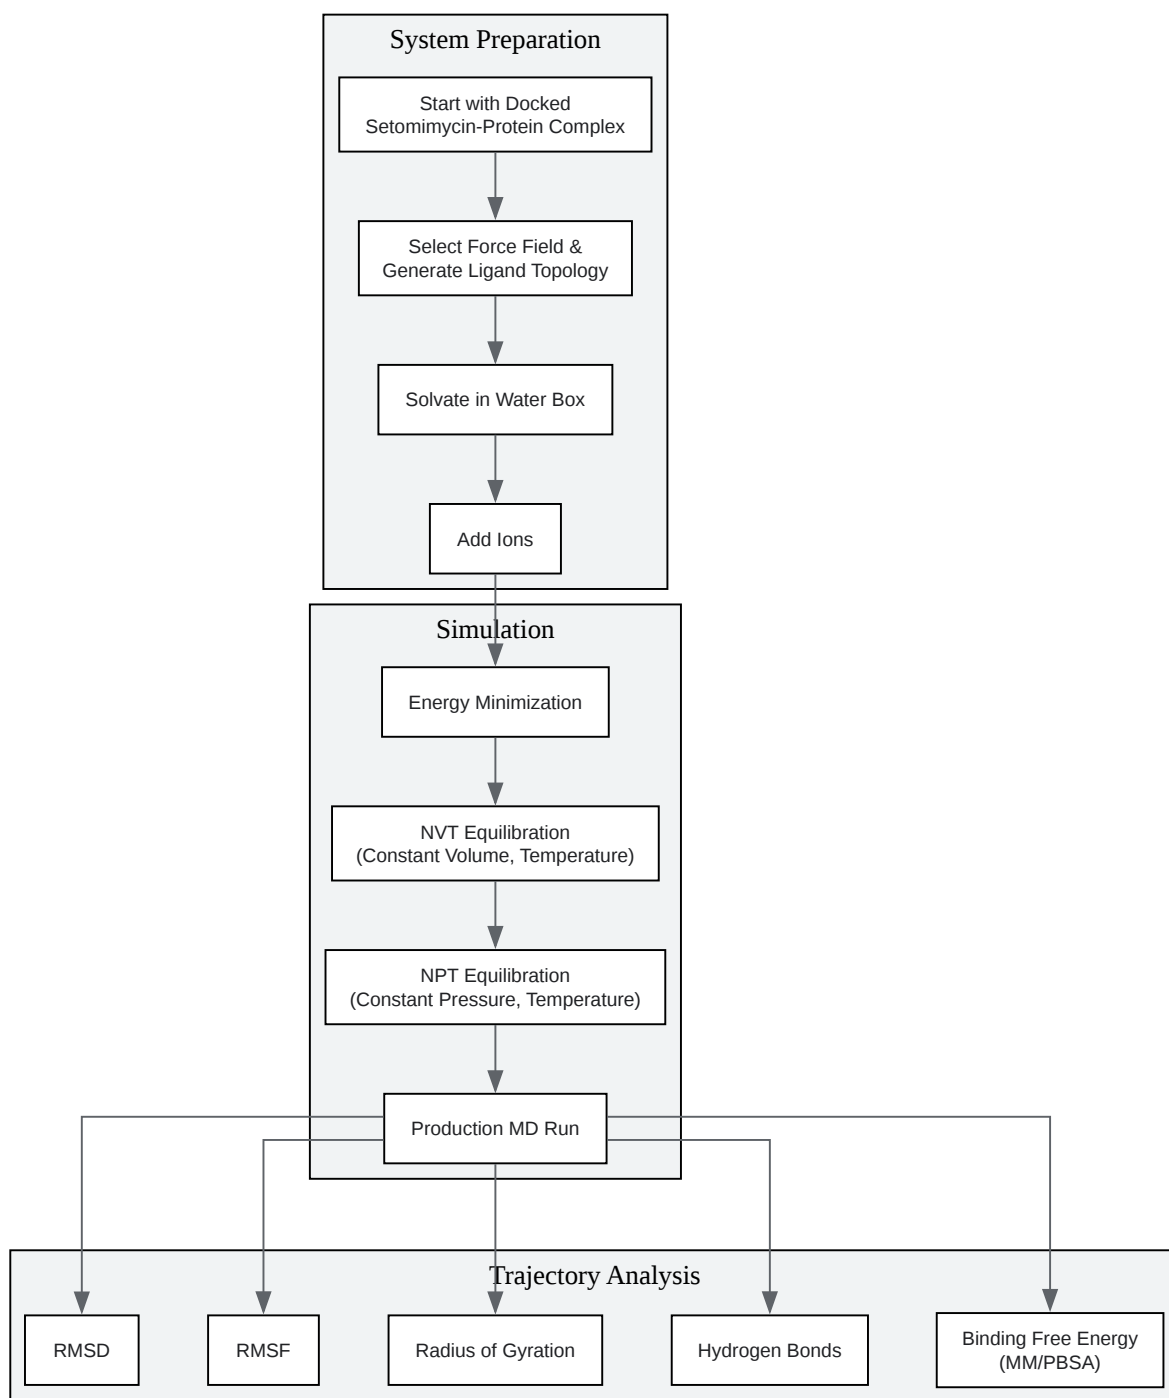 System Preparation
Start with Docked
Setomimycin-Protein Complex
Select Force Field &
Generate Ligand Topology
Solvate in Water Box
Add Ions
Simulation
Energy Minimization
NVT Equilibration
(Constant Volume, Temperature)
NPT Equilibration
(Constant Pressure, Temperature)
Production MD Run
Trajectory Analysis
RMSD
RMSF
Radius of Gyration
Hydrogen Bonds
Binding Free Energy
(MM/PBSA)